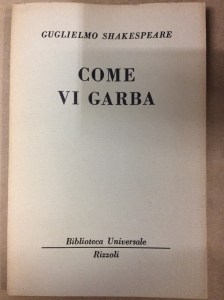 GUGLIELMO SHAKESPEARE
COME
VI GARBA
Biblioteca Universale
Rizzoli